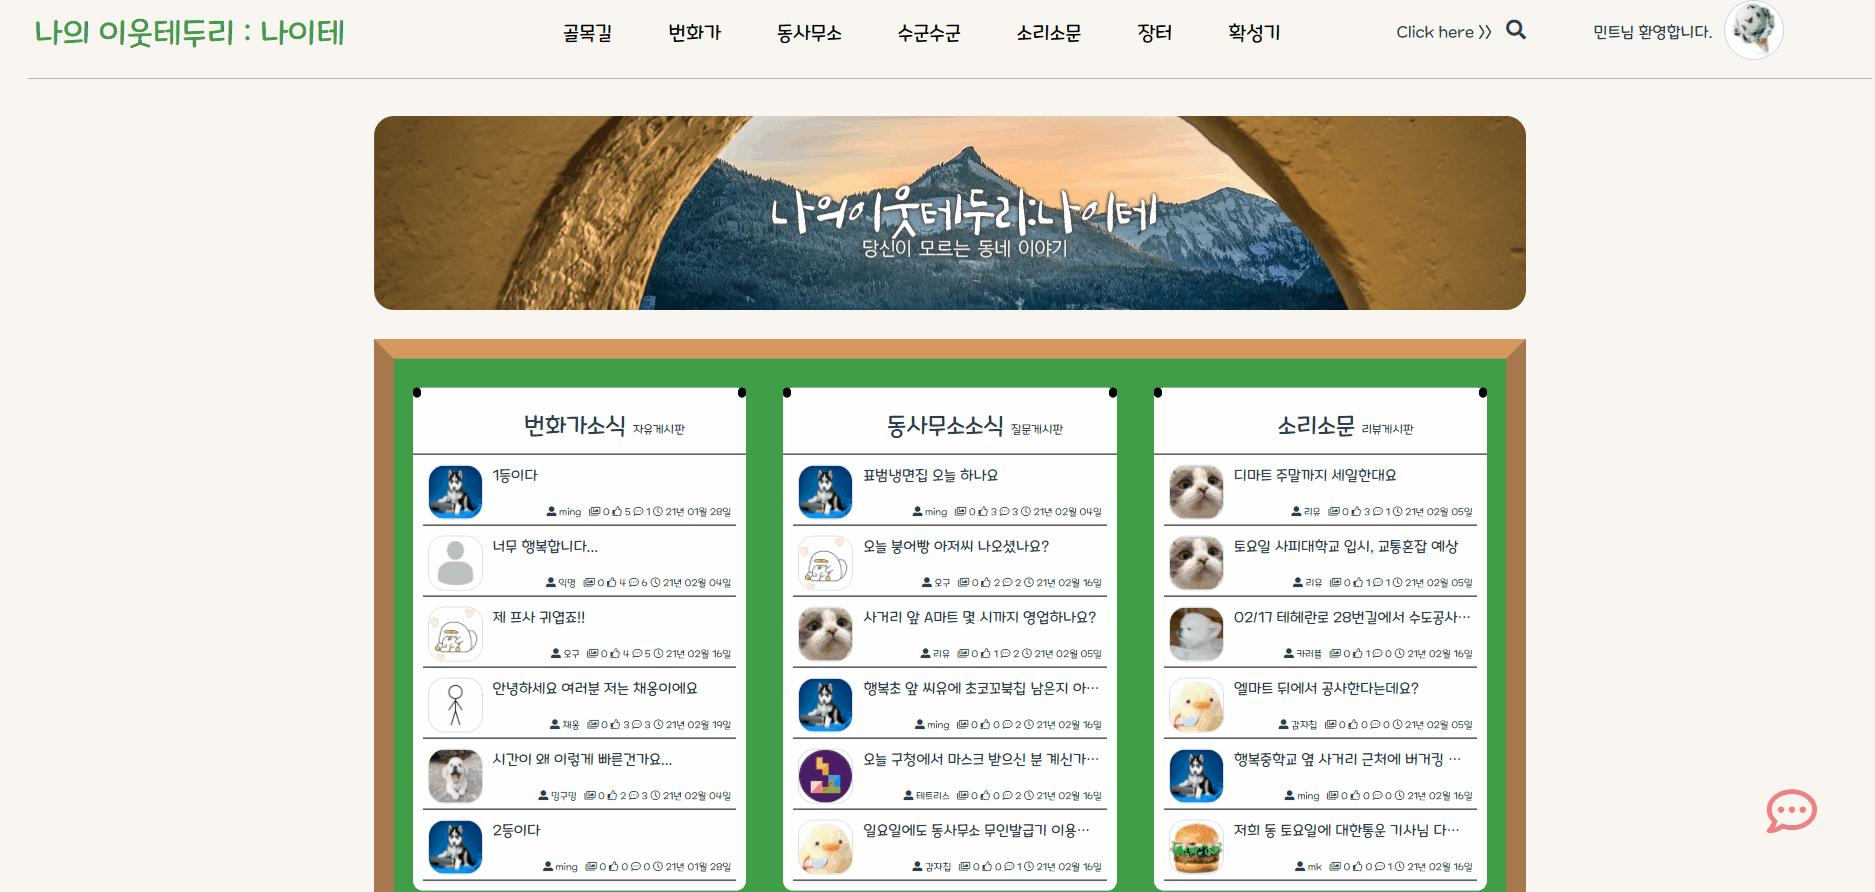 나의 이웃테두리 : 나이테
골목길 번화가 동사무소 수군수군 소리소문 장터 확성기
Click here >>
민트님 환영합니다.
나의이웃테두리:나이테
당신이 모르는 동네 이야기
번화가소식 자유게시판
1등이다
ming 0 5 1 21년 01월 28일
너무 행복합니다...
익명 0 4 6 21년 02월 04일
제 프사 귀엽죠!!
오구 0 4 5 21년 02월 16일
안녕하세요 여러분 저는 채옹이에요
채옹 0 3 3 21년 02월 19일
시간이 왜 이렇게 빠른건가요...
밍구밍 0 2 3 21년 02월 04일
2등이다
ming 0 0 0 21년 01월 28일
동사무소소식 질문게시판
표범냉면집 오늘 하나요
ming 0 3 3 21년 02월 04일
오늘 붕어빵 아저씨 나오셨나요?
오구 0 2 2 21년 02월 16일
사거리 앞 A마트 몇 시까지 영업하나요?
리유 0 1 2 21년 02월 05일
행복초 앞 씨유에 초코꼬북칩 남은지 아…
ming 0 0 2 21년 02월 16일
오늘 구청에서 마스크 받으신 분 계신가…
테트리스 0 0 2 21년 02월 16일
일요일에도 동사무소 무인발급기 이용…
감자칩 0 0 1 21년 02월 16일
소리소문 리뷰게시판
디마트 주말까지 세일한대요
리유 0 3 1 21년 02월 05일
토요일 사피대학교 입시, 교통혼잡 예상
리유 0 1 1 21년 02월 05일
02/17 테헤란로 28번길에서 수도공사…
카러플 0 1 0 21년 02월 16일
엘마트 뒤에서 공사한다는데요?
감자칩 0 0 0 21년 02월 05일
행복중학교 옆 사거리 근처에 버거킹 …
ming 0 0 0 21년 02월 16일
저희 동 토요일에 대한통운 기사님 다…
mk 0 0 1 21년 02월 16일